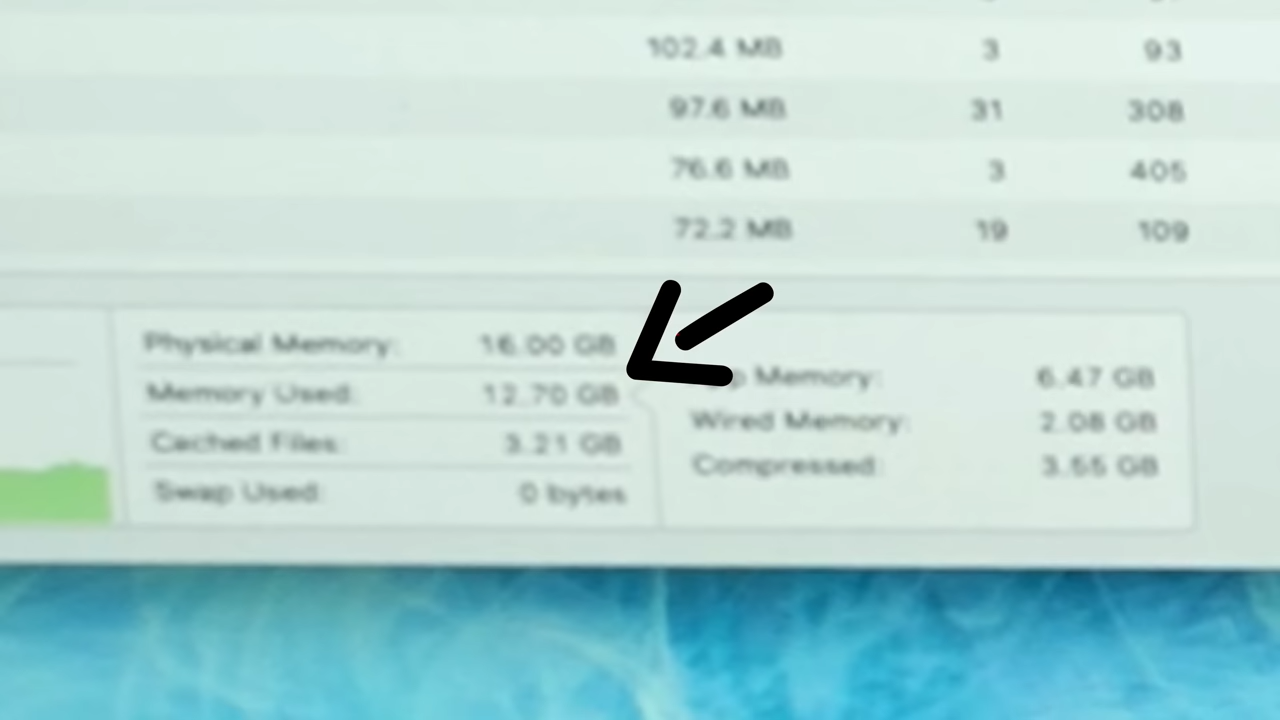 102.4 MB 3 93
97.6 MB 31 308
76.6 MB 3 405
72.2 MB 19 109
Physical Memory: 16.00 GB
Memory Used: 12.70 GB
Cached Files: 3.21 GB
Swap Used: 0 bytes
Memory: 6.47 GB
Wired Memory: 2.08 GB
Compressed: 3.55 GB